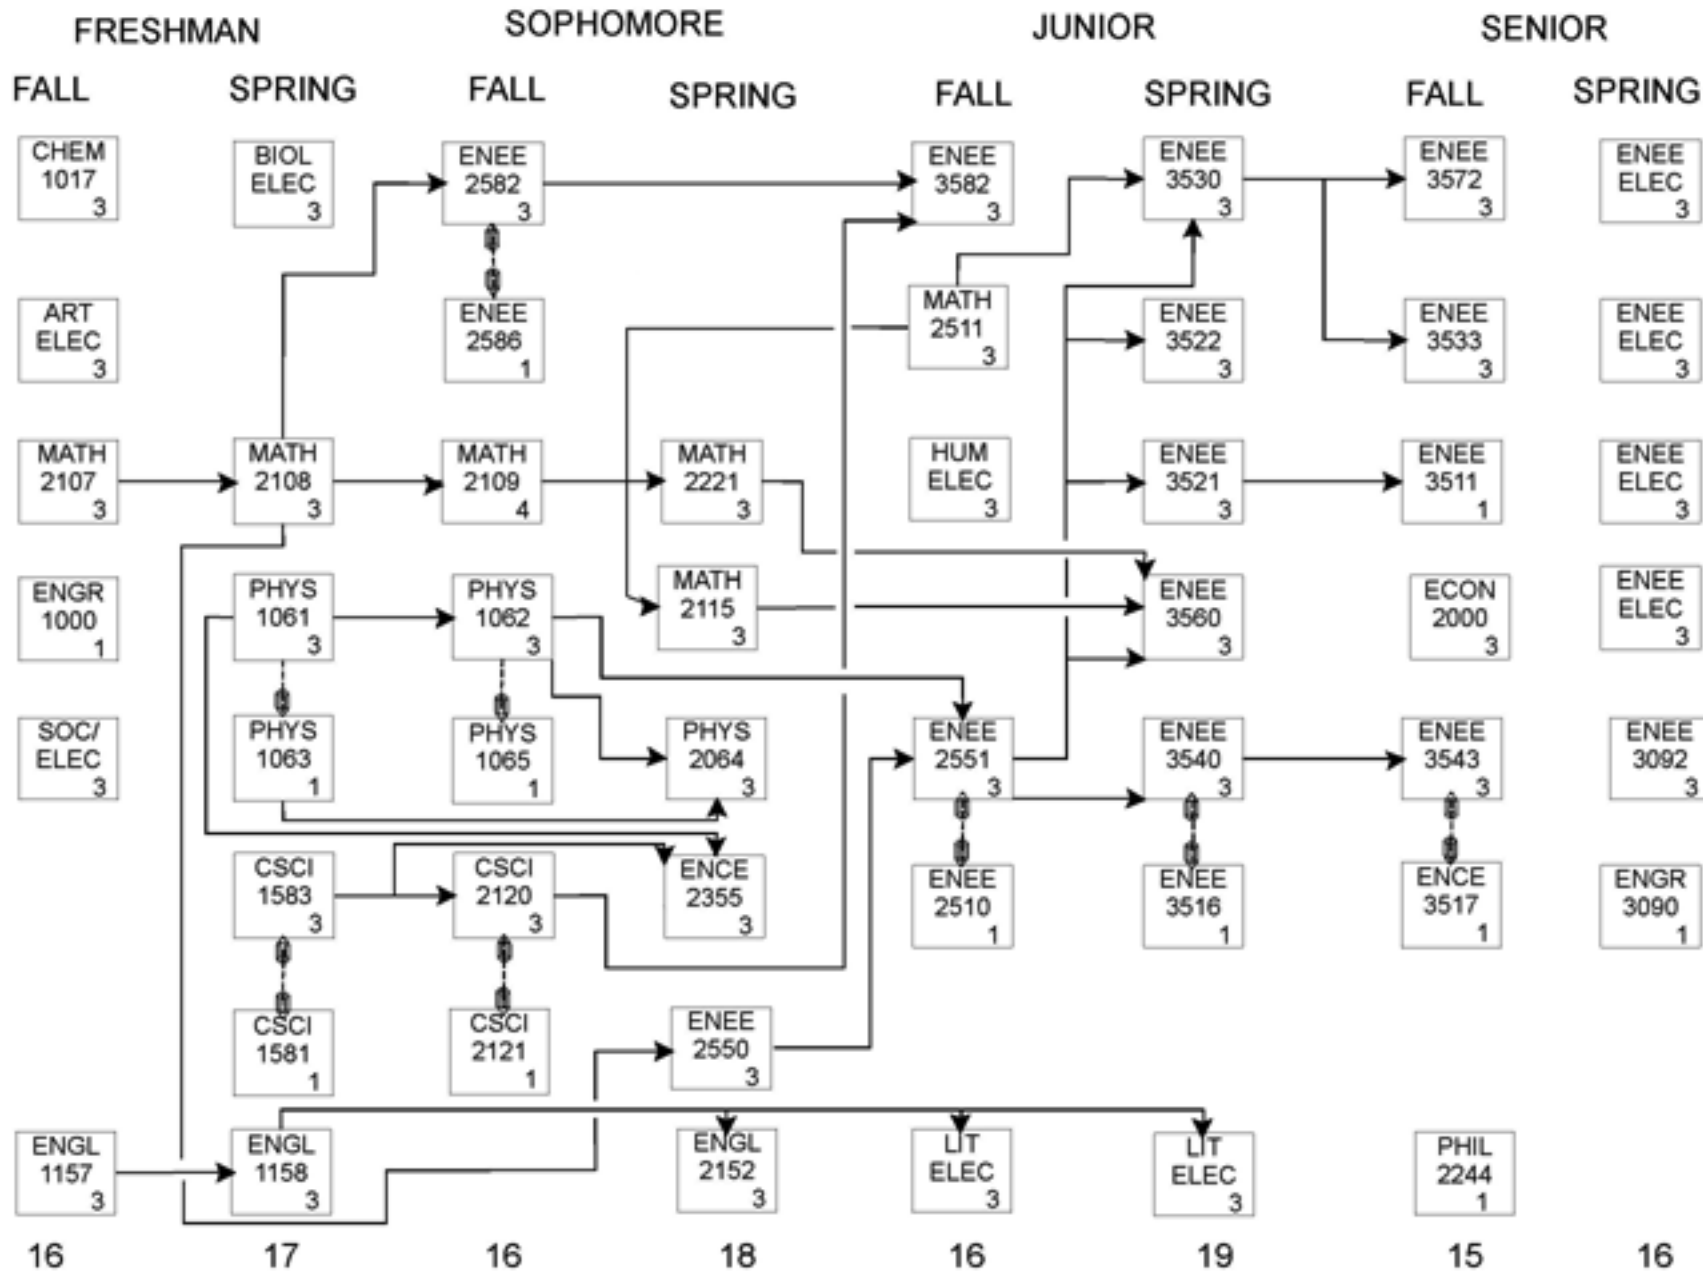 FRESHMAN
SOPHOMORE
JUNIOR
SENIOR
FALL
SPRING
FALL
SPRING
FALL
SPRING
FALL
SPRING
CHEM
1017
3
BIOL
ELEC
3
ENEE
2582
3
ENEE
3582
3
ENEE
3530
3
ENEE
3572
3
ENEE
ELEC
3
ART
ELEC
3
ENEE
2586
1
MATH
2511
3
ENEE
3522
3
ENEE
3533
3
ENEE
ELEC
3
MATH
2107
3
MATH
2108
3
MATH
2109
4
MATH
2221
3
HUM
ELEC
3
ENEE
3521
3
ENEE
3511
1
ENEE
ELEC
3
ENGR
1000
1
PHYS
1061
3
PHYS
1062
3
MATH
2115
3
ENEE
3560
3
ECON
2000
3
ENEE
ELEC
3
SOC/
ELEC
3
PHYS
1063
1
PHYS
1065
1
PHYS
2064
3
ENEE
2551
3
ENEE
3540
3
ENEE
3543
3
ENEE
3092
3
CSCI
1583
3
CSCI
2120
3
ENCE
2355
3
ENEE
2510
1
ENEE
3516
1
ENCE
3517
1
ENGR
3090
1
CSCI
1581
1
CSCI
2121
1
ENEE
2550
3
ENGL
1157
3
ENGL
1158
3
ENGL
2152
3
LIT
ELEC
3
LIT
ELEC
3
PHIL
2244
1
16
17
16
18
16
19
15
16